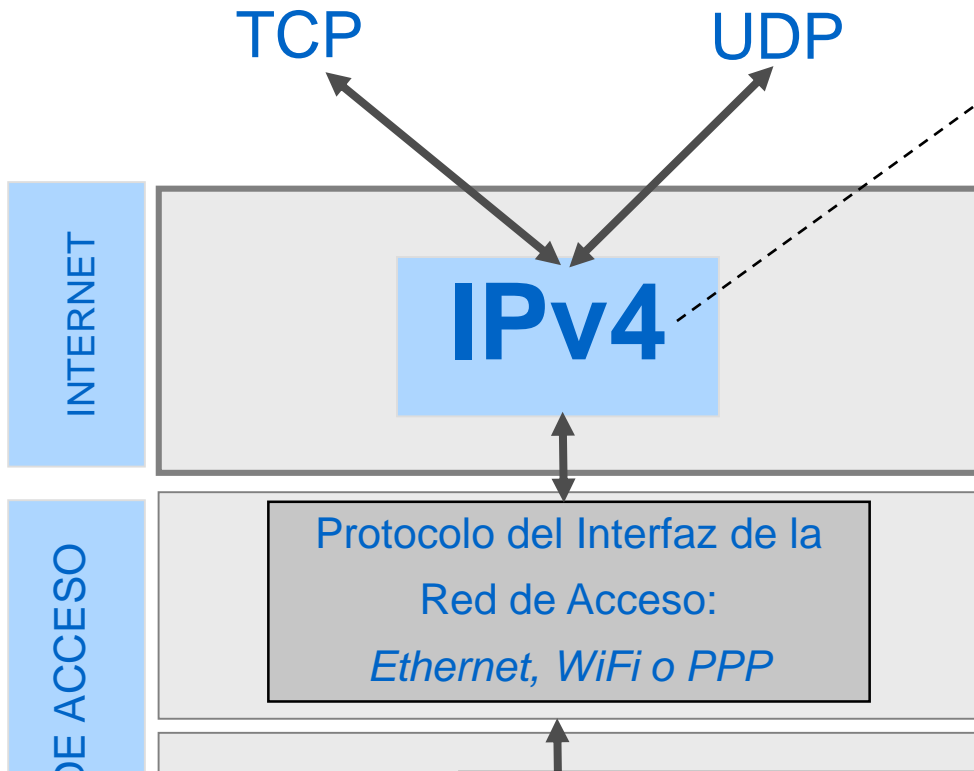 TCP
UDP
INTERNET
IPv4
DE ACCESO
Protocolo del Interfaz de la
Red de Acceso:
Ethernet, WiFi o PPP